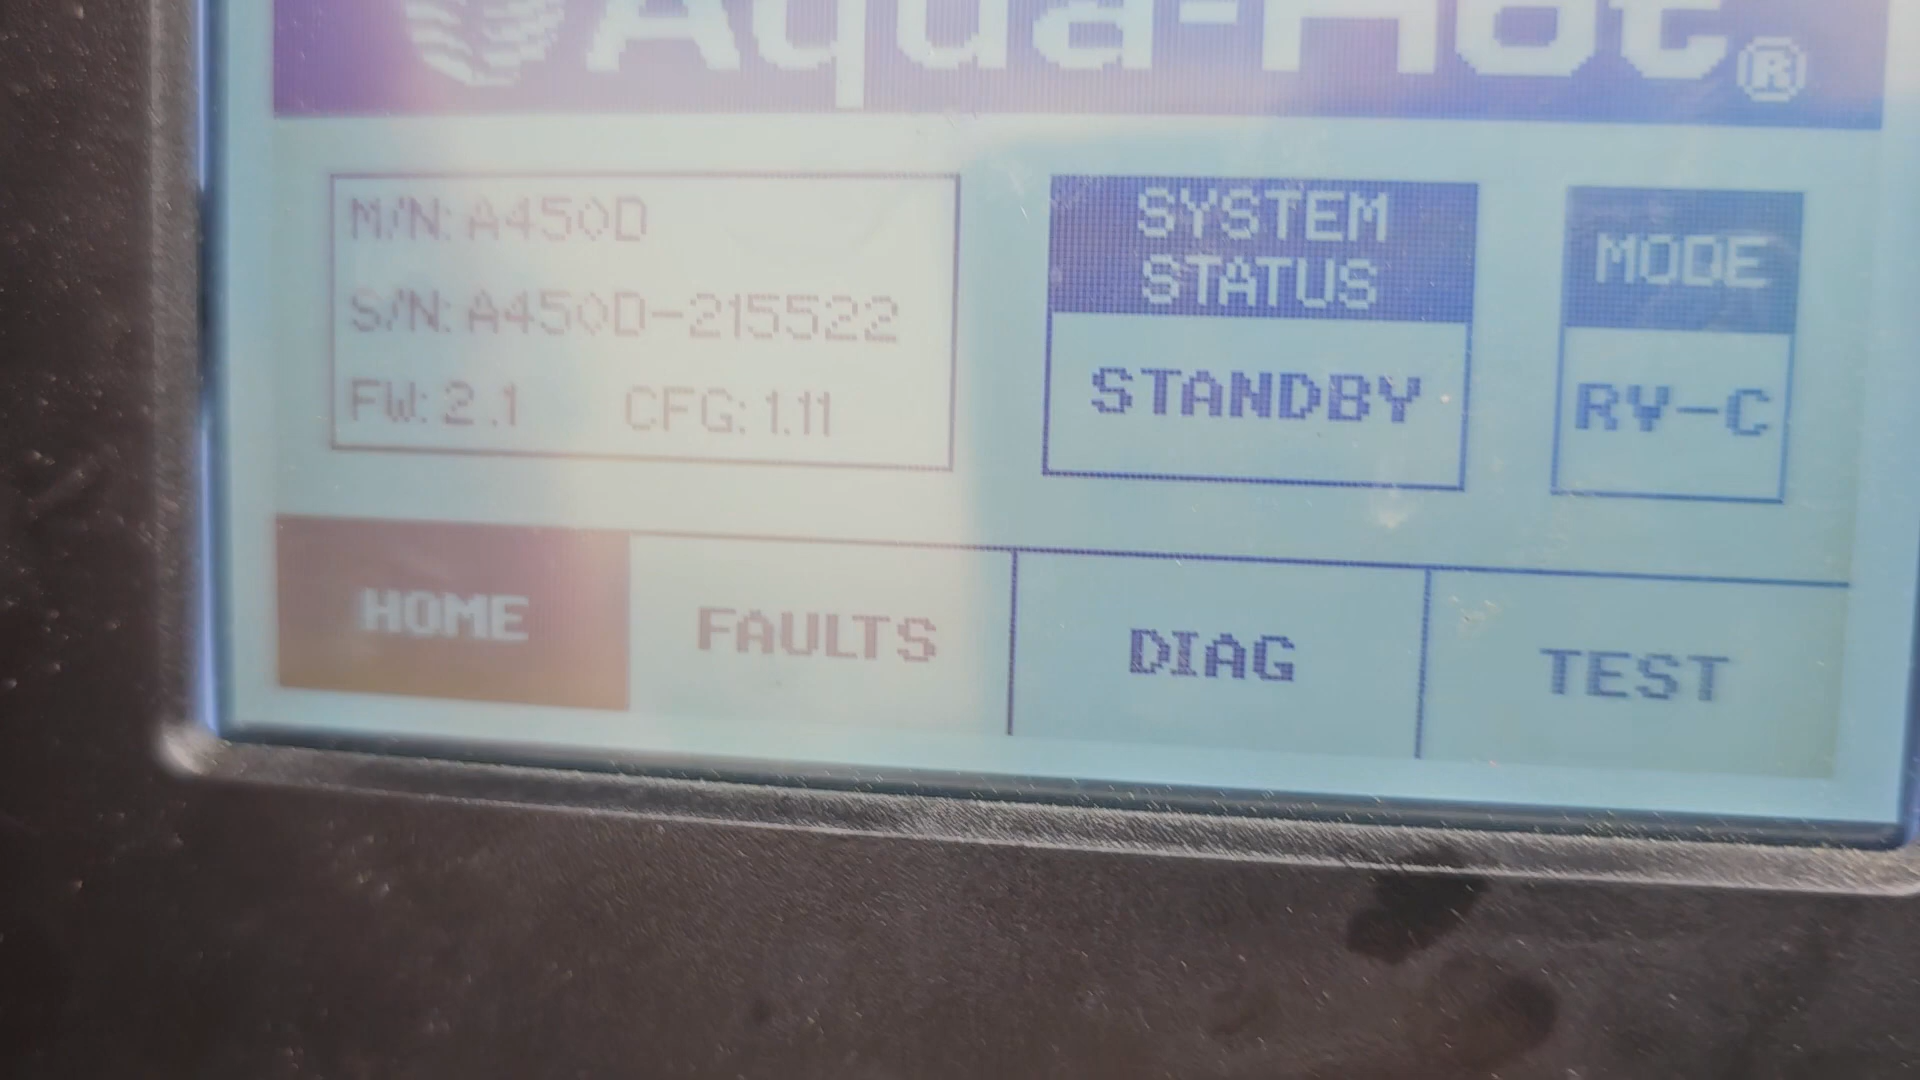 Aqua-Hot®
M/N: A450D
S/N: A450D-215522
FW: 2.1 CFG: 1.11
SYSTEM
STATUS
STANDBY
MODE
RV-C
HOME FAULTS DIAG TEST